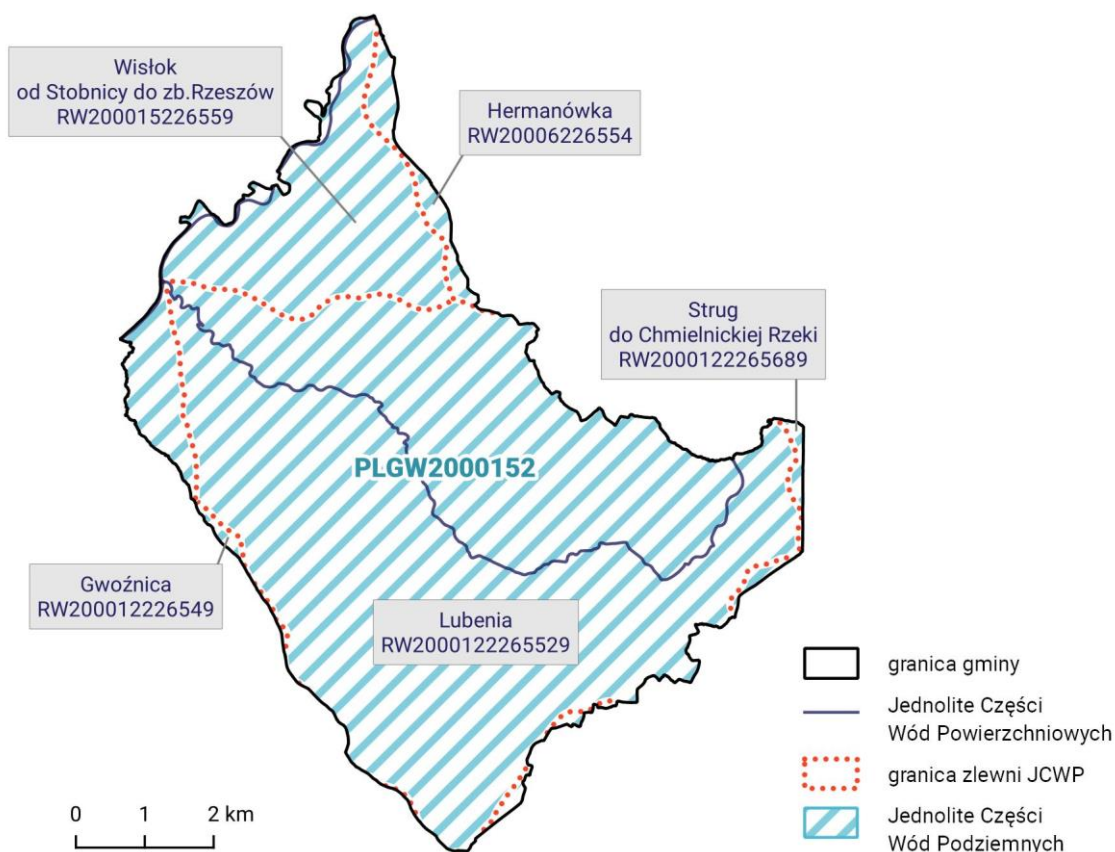 Wisłok
od Stobnicy do zb.Rzeszów
RW200015226559
Hermanówka
RW20006226554
Strug
do Chmielnickiej Rzeki
RW2000122265689
PLGW2000152
Gwoźnica
RW200012226549
Lubenia
RW2000122265529
granica gminy
Jednolite Części
Wód Powierzchniowych
granica zlewni JCWP
Jednolite Części
Wód Podziemnych
0 1 2 km